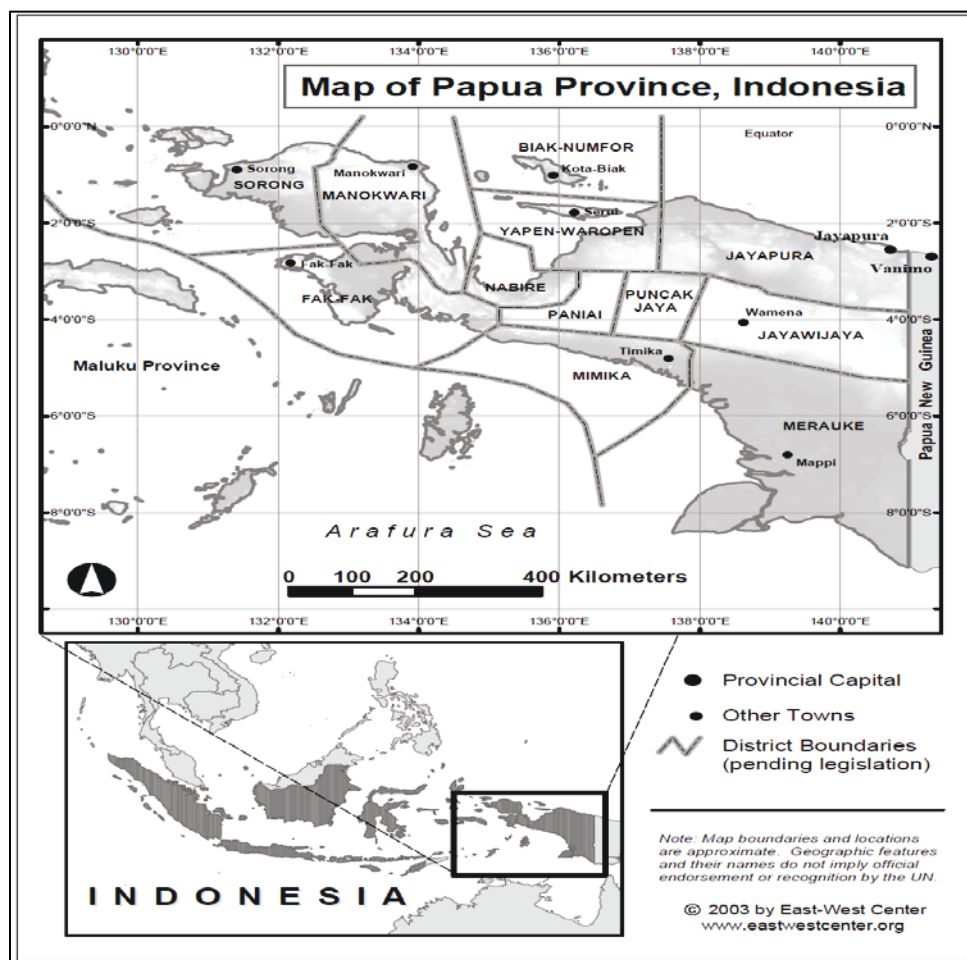 130°0'0"E 132°0'0"E 134°0'0"E 136°0'0"E 138°0'0"E 140°0'0"E
Map of Papua Province, Indonesia
0°0'0"N 0°0'0"N
Equator
BIAK-NUMFOR
Kota-Biak
Sorong
SORONG
Manokwari
MANOKWARI
2°0'0"S 2°0'0"S
Serui
YAPEN-WAROPEN
Jayapura
JAYAPURA
Vanimo
Fak-Fak
FAK-FAK
NABIRE
PANIAI
PUNCAK
JAYA
Wamena
JAYAWIJAYA
4°0'0"S 4°0'0"S
Maluku Province
Timika
MIMIKA
Papua New Guinea
6°0'0"S 6°0'0"S
MERAUKE
Mappi
8°0'0"S 8°0'0"S
Arafura Sea
0 100 200 400 Kilometers
130°0'0"E 132°0'0"E 134°0'0"E 136°0'0"E 138°0'0"E 140°0'0"E
INDONESIA
Provincial Capital
Other Towns
District Boundaries
(pending legislation)
Note: Map boundaries and locations
are approximate. Geographic features
and their names do not imply official
endorsement or recognition by the UN.
© 2003 by East-West Center
www.eastwestcenter.org